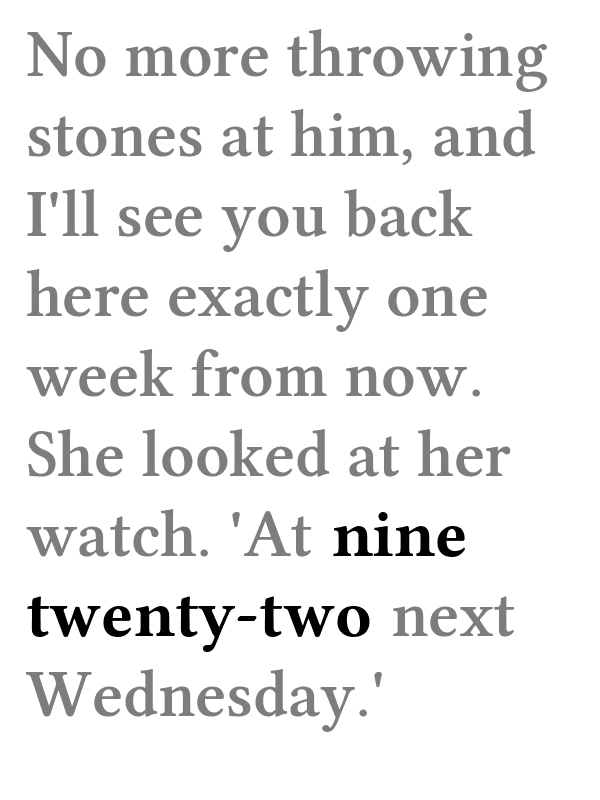 No more throwing
stones at him, and
I'll see you back
here exactly one
week from now.
She looked at her
watch. 'At nine
twenty-two next
Wednesday.'